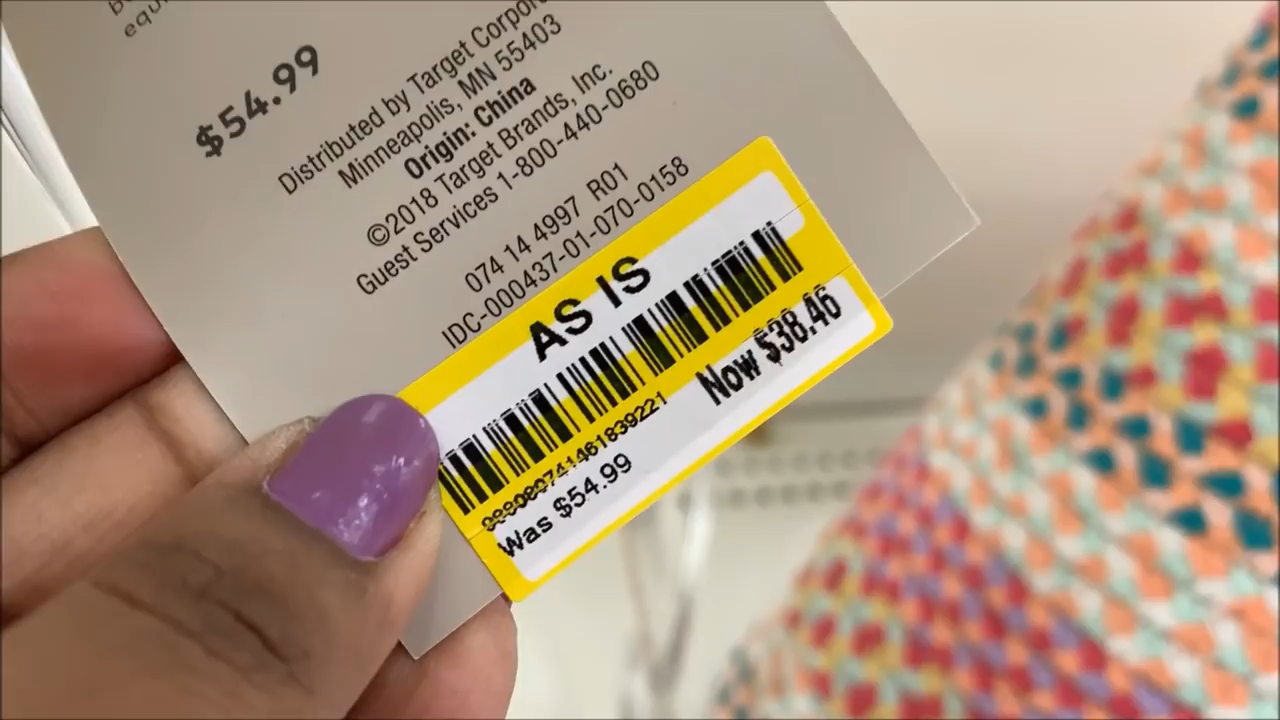 $54.99
Distributed by Target
Minneapolis, MN 55403
Origin: China
©2018 Target Brands, Inc.
Guest Services 1-800-440-0680
074 14 4997 R01
IDC-000437-01-070-0158
AS IS
Now $38.46
Was $54.99